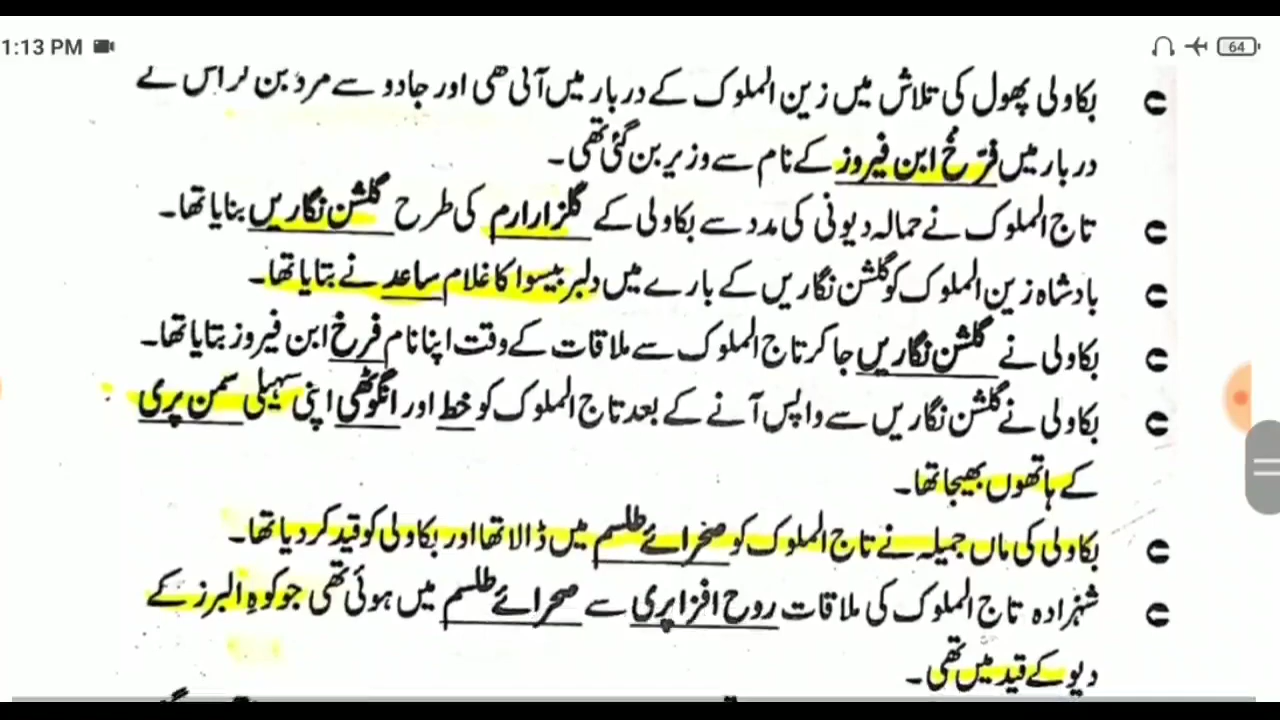 1:13 PM
64
بکاولی پھول کی تلاش میں زین الملوک کے دربار میں آئی تھی اور جادو سے مرد بن کر اس کے
دربار میں فرّخ ابن فیروز کے نام سے وزیر بن گئی تھی۔
تاج الملوک نے حمالہ دیونی کی مدد سے بکاولی کے گلزار ارم کی طرح گلشن نگاریں بنایا تھا۔
بادشاہ زین الملوک کو گلشن نگاریں کے بارے میں دلبر بیسوا کا غلام ساعد نے بتایا تھا۔
بکاولی نے گلشن نگاریں جا کر تاج الملوک سے ملاقات کے وقت اپنا نام فرخ ابن فیروز بتایا تھا۔
بکاولی نے گلشن نگاریں سے واپس آنے کے بعد تاج الملوک کو خط اور انگوٹھی اپنی سہیلی سمن پری
کے ہاتھوں بھیجا تھا۔
بکاولی کی ماں جمیلہ نے تاج الملوک کو صحرائے طلسم میں ڈالا تھا اور بکاولی کو قید کر دیا تھا۔
شہزادہ تاج الملوک کی ملاقات روح افزا پری سے صحرائے طلسم میں ہوئی تھی جو کوہِ البرز کے
دیو کے قید میں تھی۔